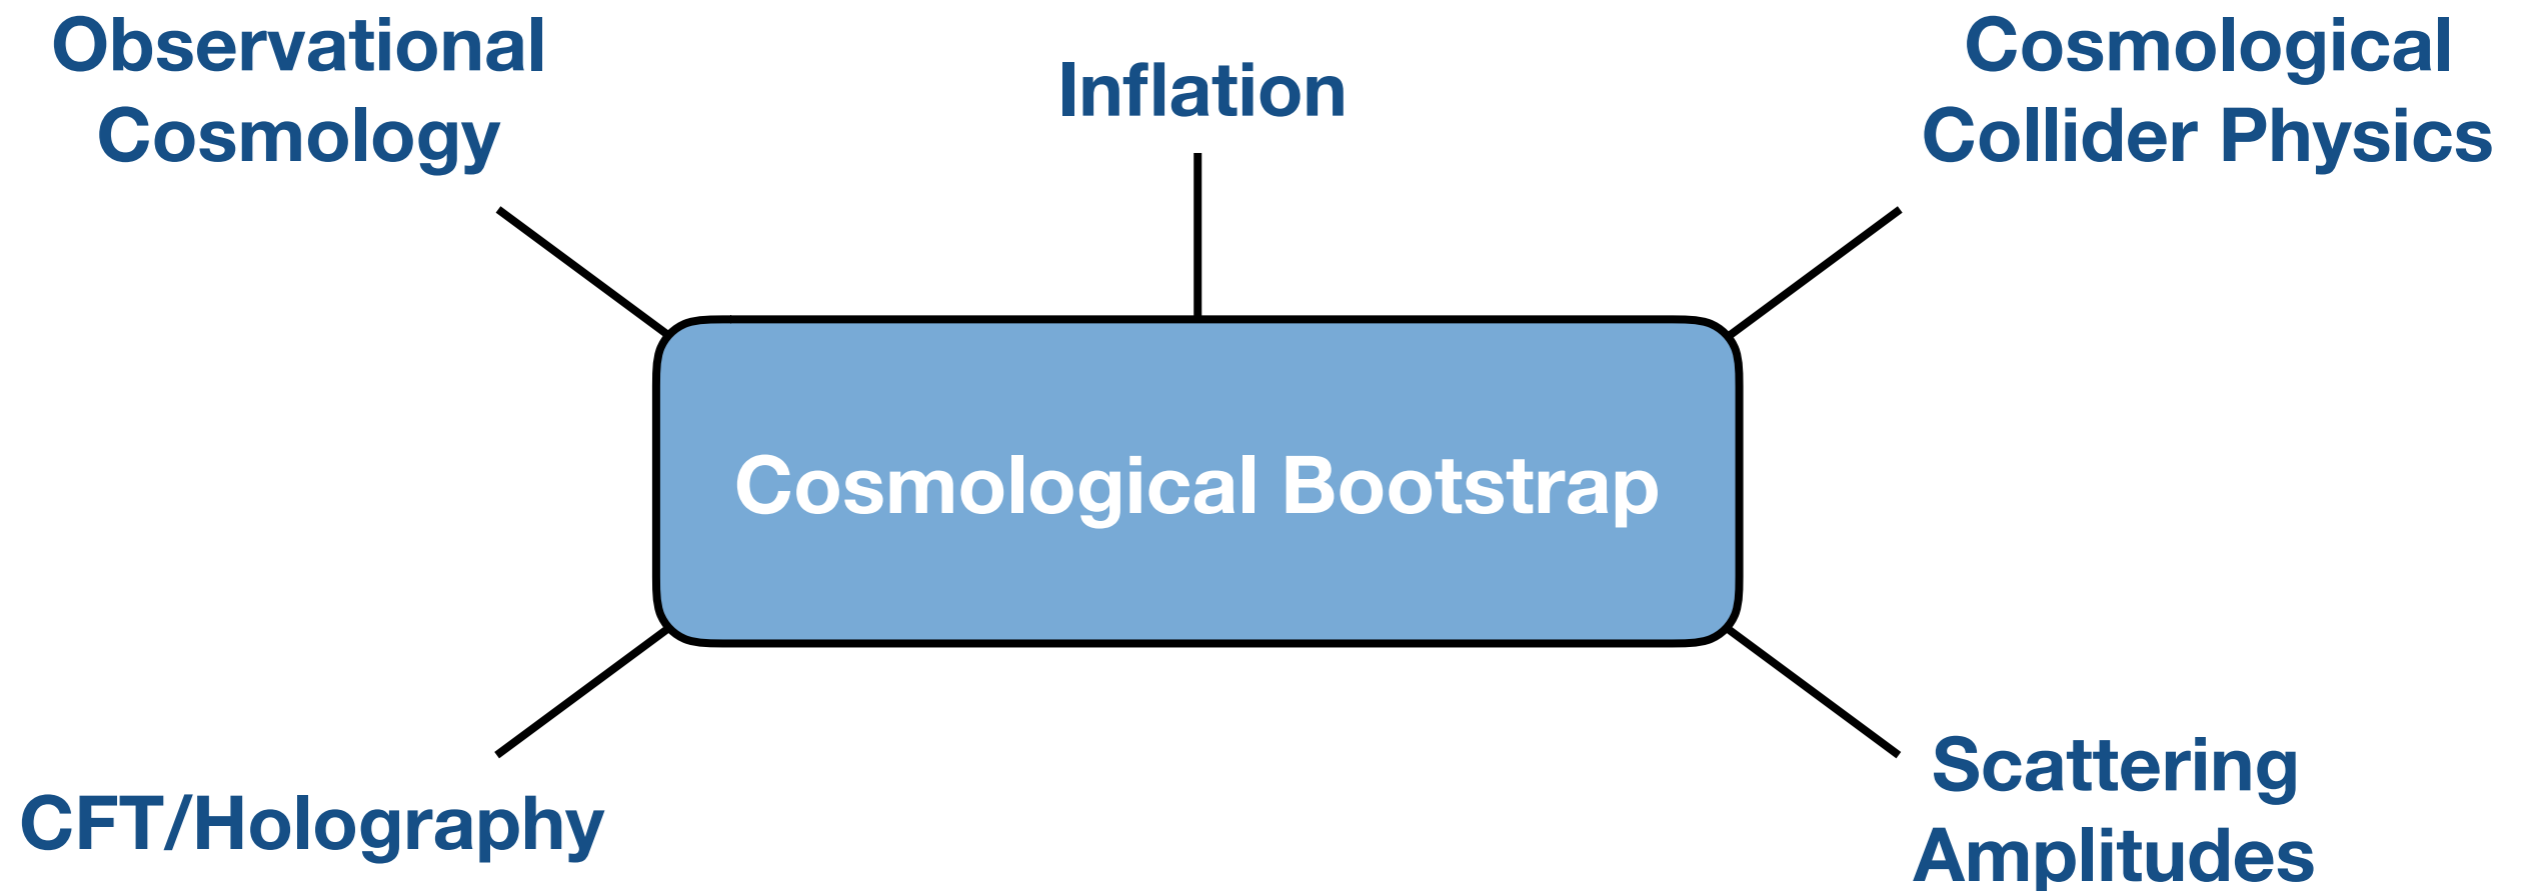 Observational
Cosmology
Inflation
Cosmological
Collider Physics
Cosmological Bootstrap
CFT/Holography
Scattering
Amplitudes